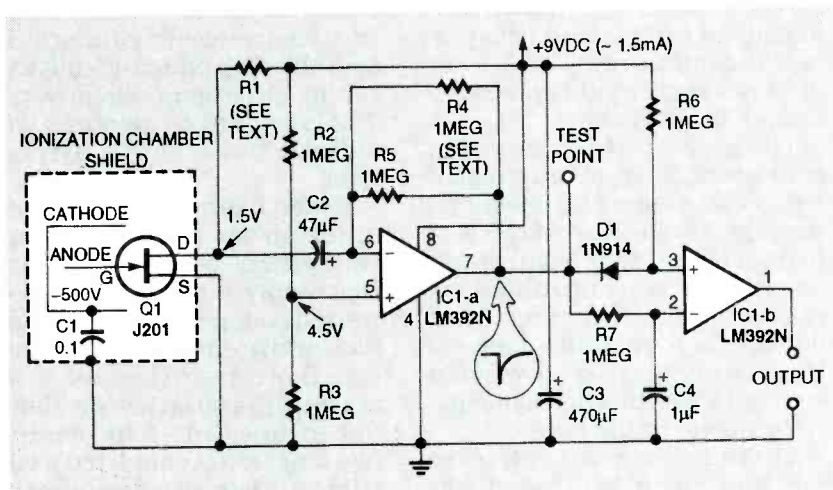 +9VDC (~ 1.5mA)
R1
(SEE
TEXT)
R2
1MEG
R4
1MEG
(SEE
TEXT)
R5
1MEG
TEST
POINT
R6
1MEG
IONIZATION CHAMBER
SHIELD
CATHODE
ANODE
G
D
S
-500V
Q1
J201
C1
0.1
1.5V
C2
47µF
+
4.5V
R3
1MEG
6
-
5
+
8
7
IC1-a
LM392N
D1
1N914
R7
1MEG
3
+
2
-
1
IC1-b
LM392N
+
C3
470µF
+
C4
1µF
OUTPUT